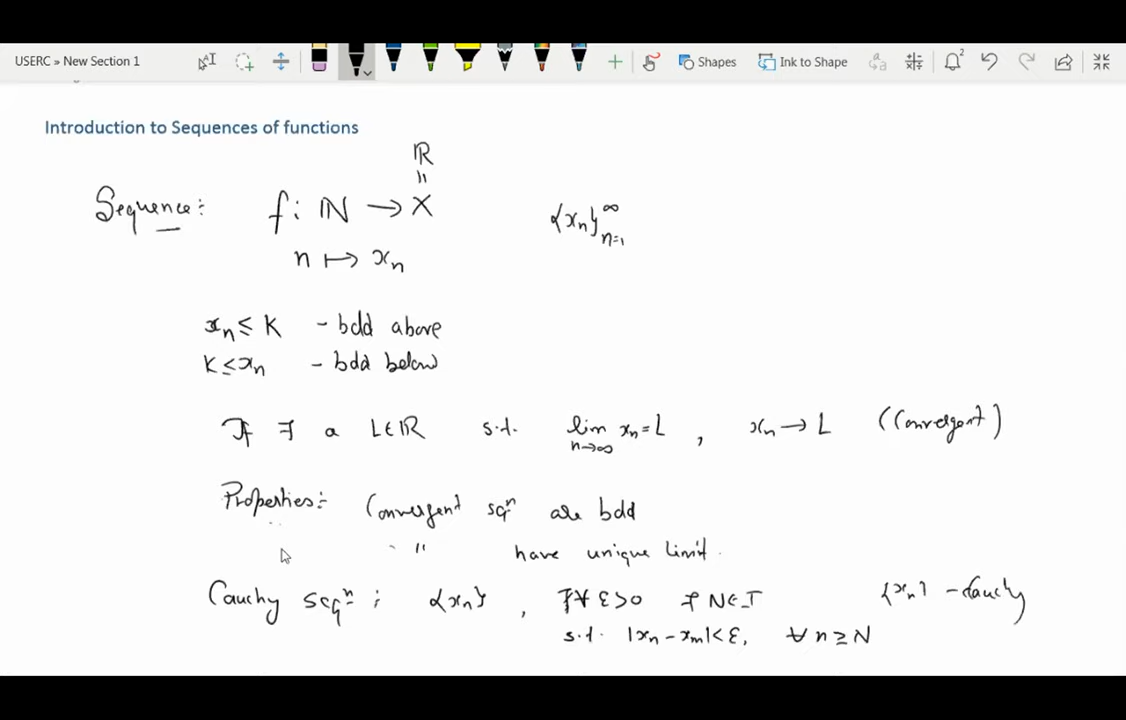 USERC » New Section 1
Shapes
Ink to Shape
2
Introduction to Sequences of functions
ℝ
"
Sequence:- f: ℕ → X {xₙ}ₙ₌₁^∞
n ↦ xₙ
xₙ ≤ K - bdd above
K ≤ xₙ - bdd below
If ∃ a L∈ℝ s.t. lim n→∞ xₙ = L , xₙ → L (Convergent)
Properties:- Convergent sqⁿ are bdd
" have unique limit.
Cauchy seqⁿ : {xₙ} , ∀ ε>0 ∃ N∈ {xₙ} - Cauchy
s.t. |xₙ - xₘ| < ε, ∀ n ≥ N